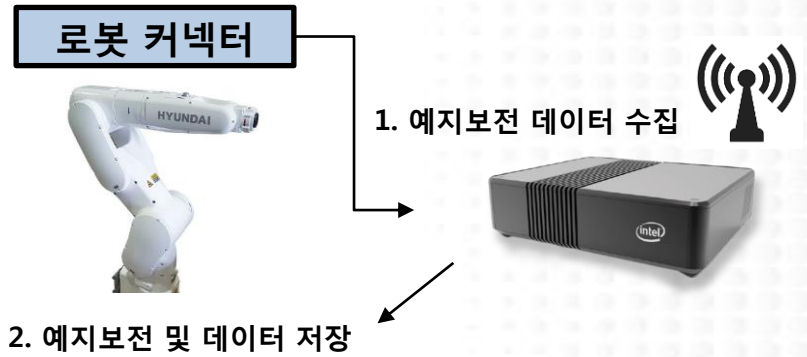 로봇 커넥터
HYUNDAI
1. 예지보전 데이터 수집
intel
2. 예지보전 및 데이터 저장